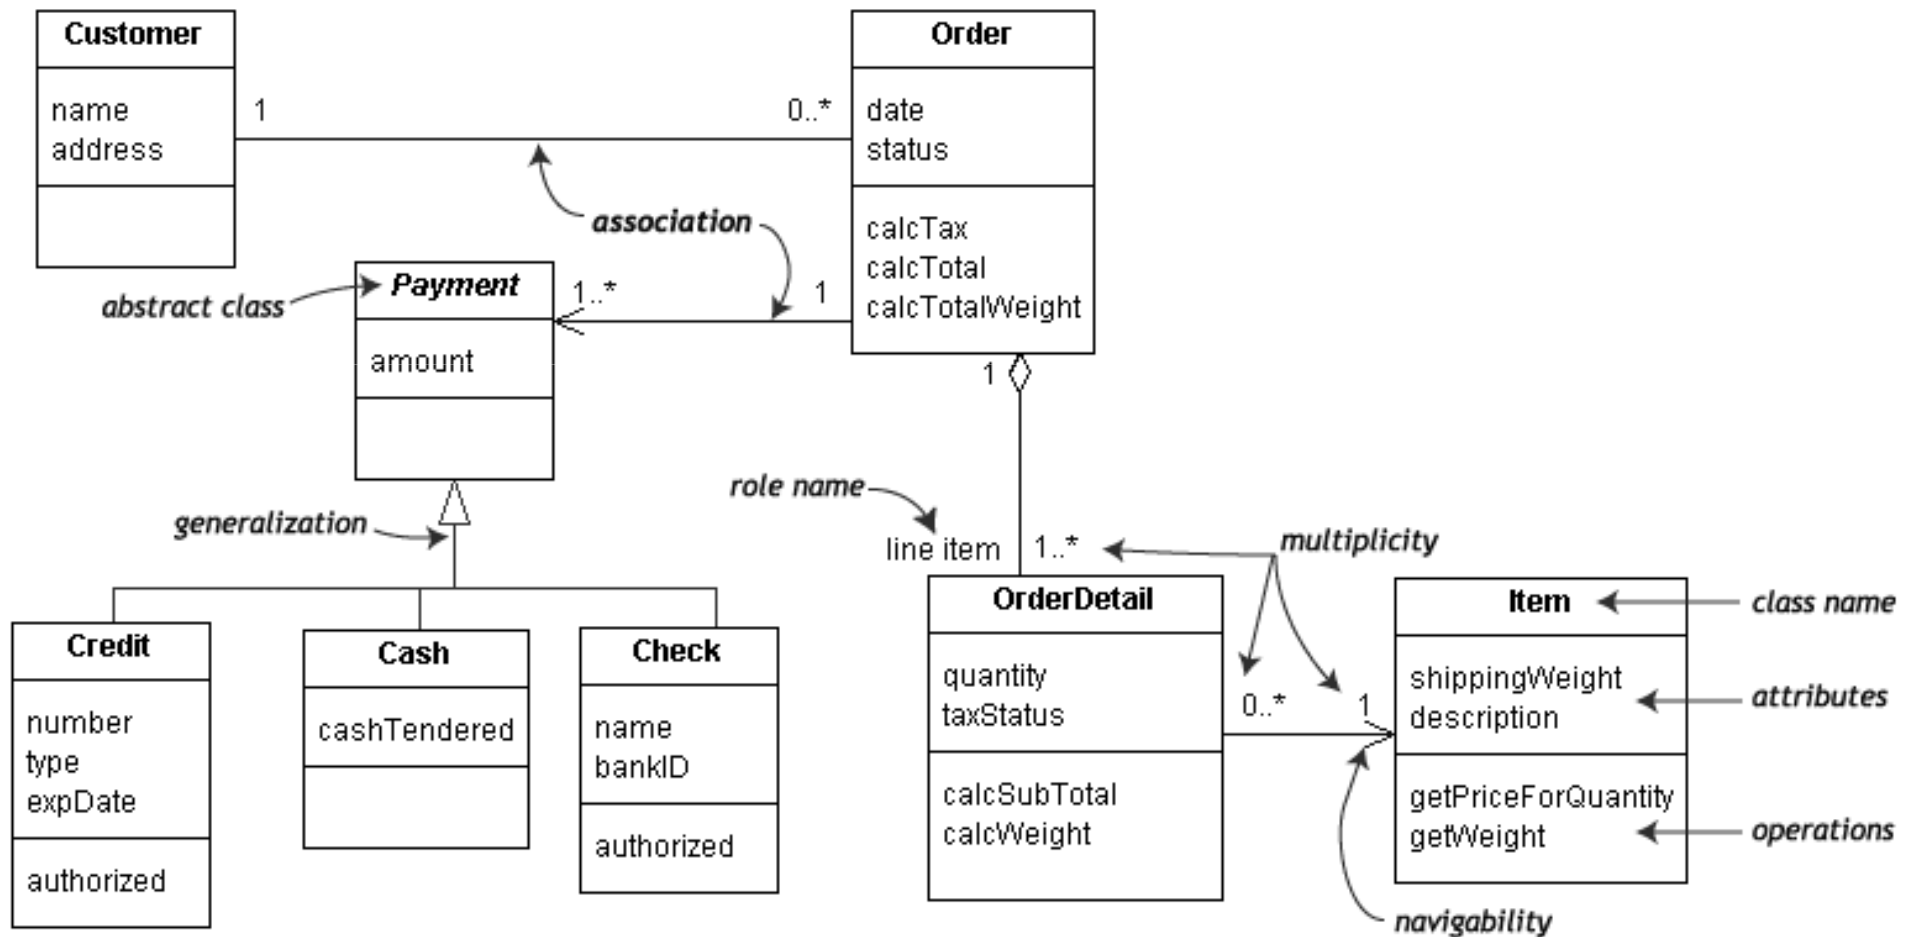 Customer
name
address
1
0..*
Order
date
status
calcTax
calcTotal
calcTotalWeight
association
abstract class
Payment
amount
1..*
1
1
generalization
role name
line item
1..*
multiplicity
Credit
number
type
expDate
authorized
Cash
cashTendered
Check
name
bankID
authorized
OrderDetail
quantity
taxStatus
calcSubTotal
calcWeight
0..*
1
Item
shippingWeight
description
getPriceForQuantity
getWeight
class name
attributes
operations
navigability